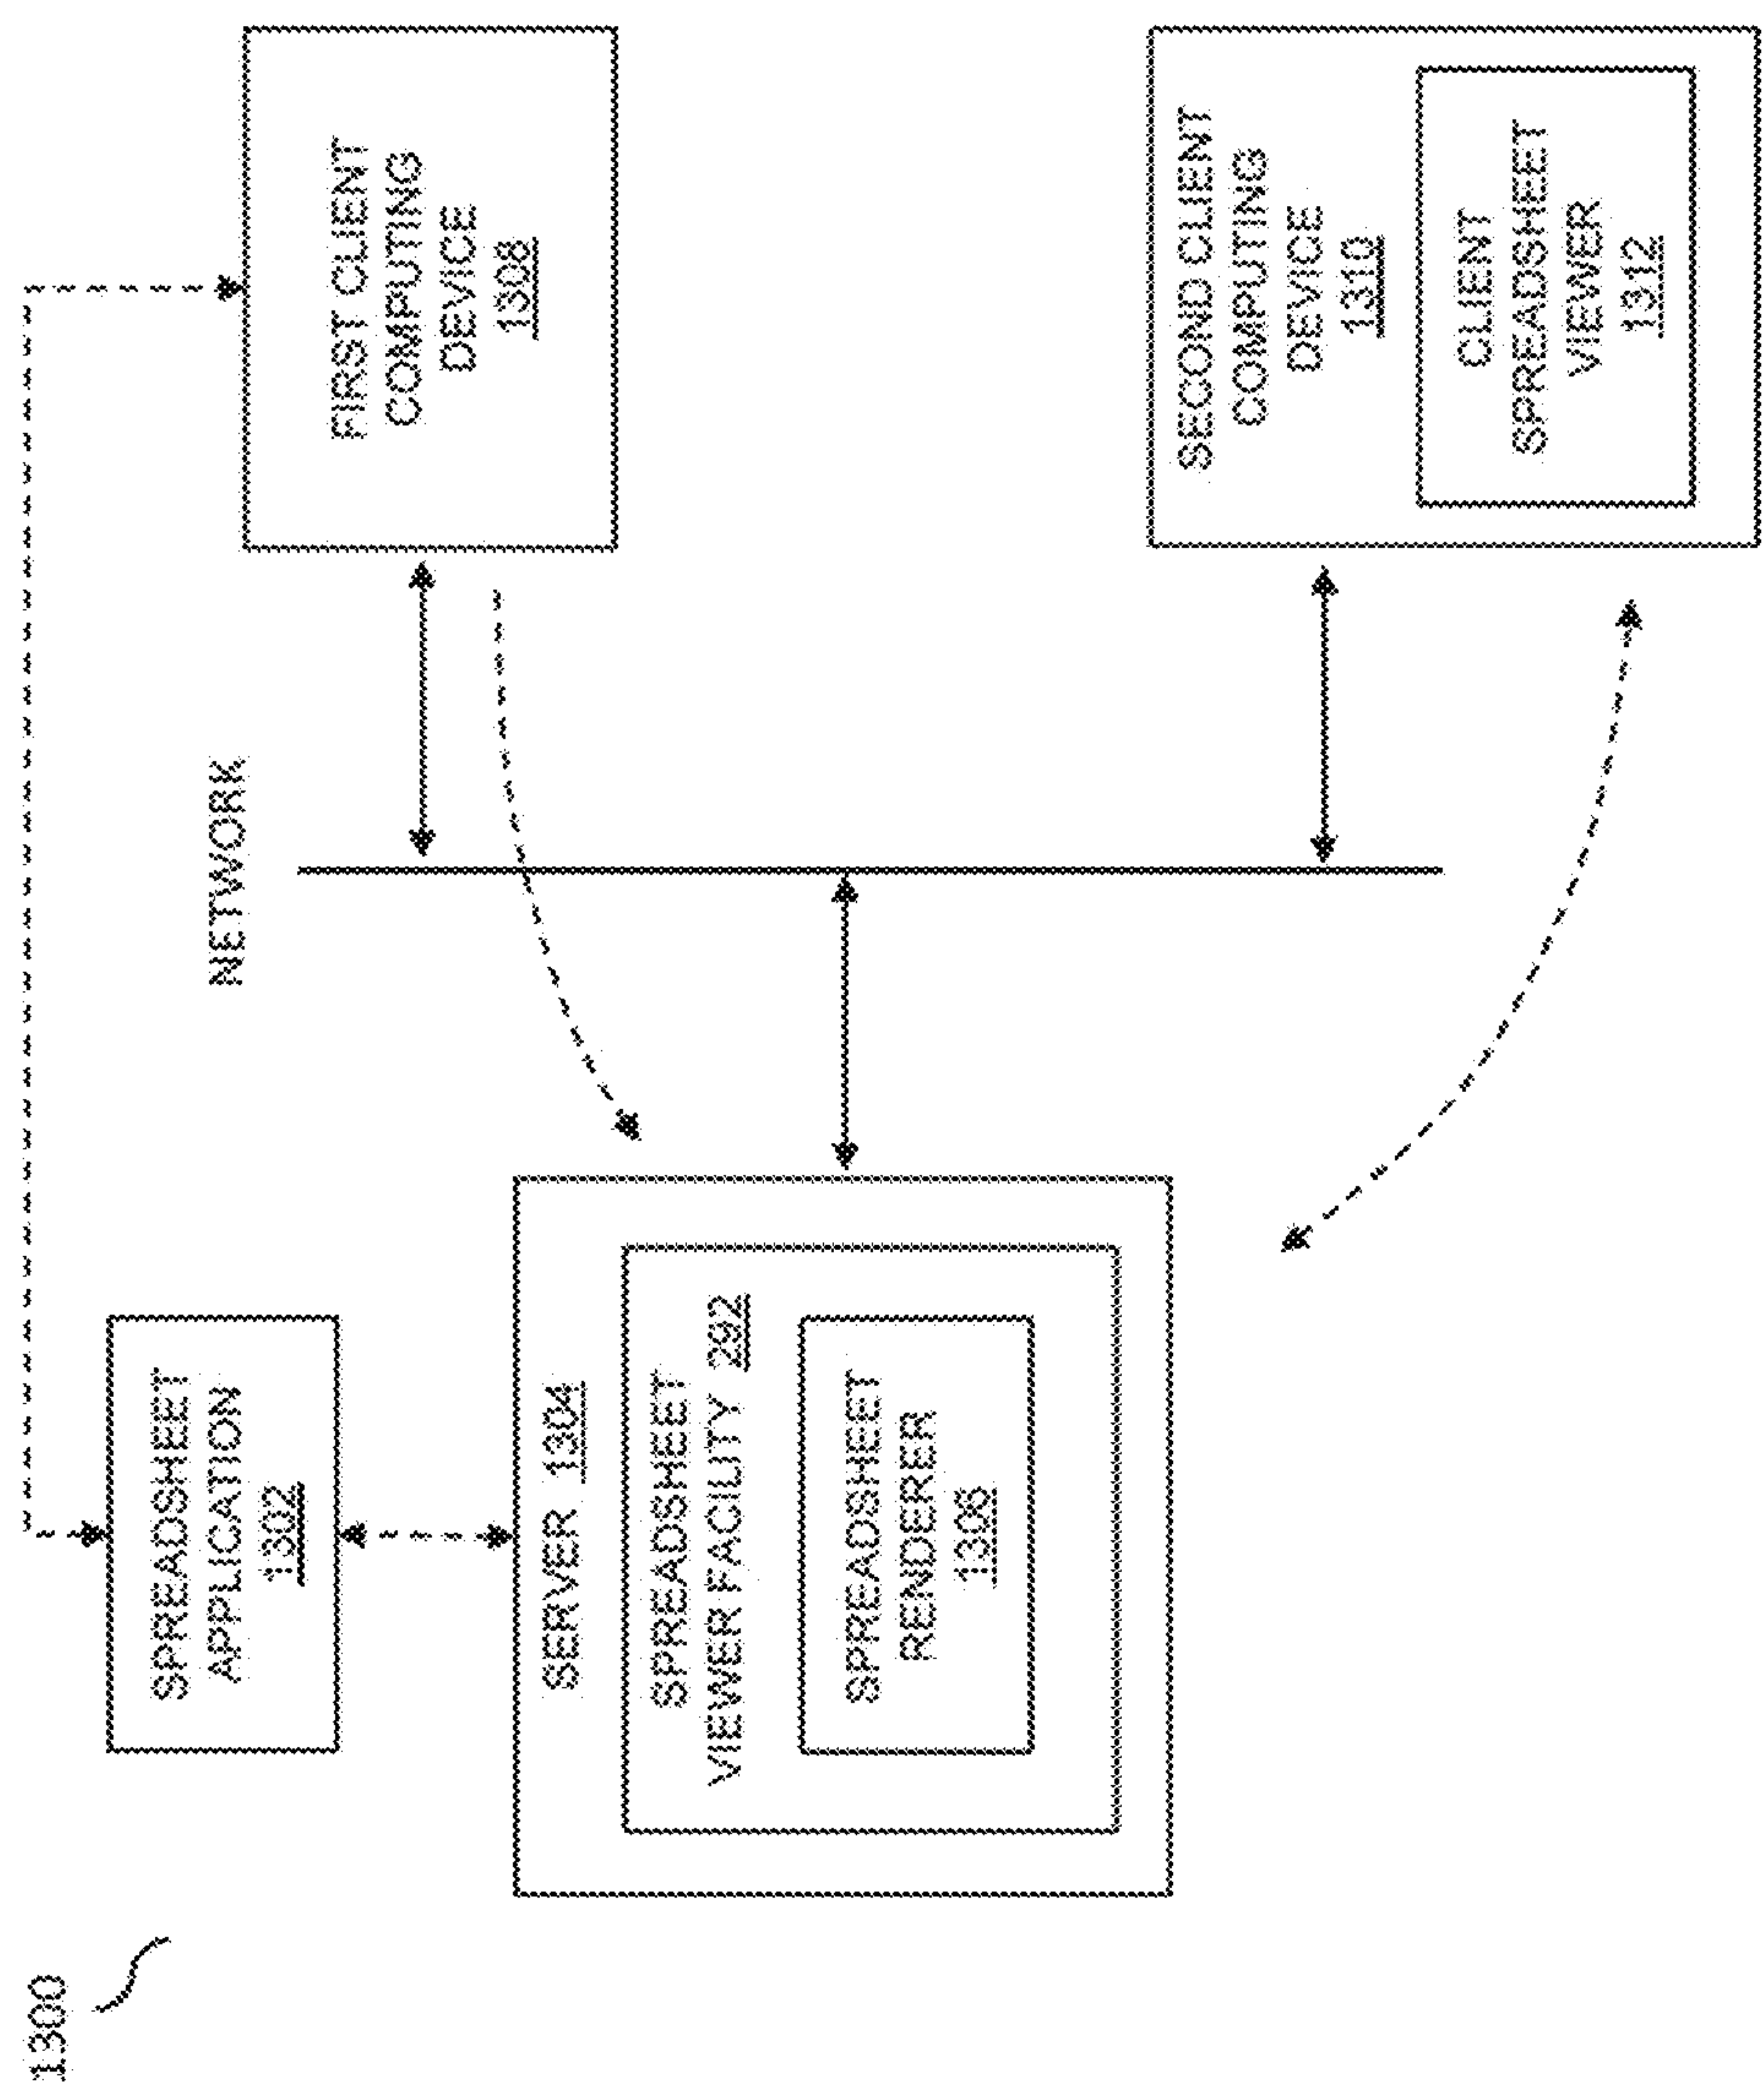 1300
SPREADSHEET
APPLICATION
1302
SERVER 1304
SPREADSHEET
VIEWER FACILITY 292
SPREADSHEET
RENDERER
1306
NETWORK
FIRST CLIENT
COMPUTING
DEVICE
1308
SECOND CLIENT
COMPUTING
DEVICE
1310
CLIENT
SPREADSHEET
VIEWER
1312